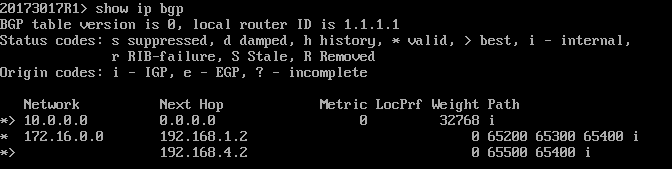 20173017R1> show ip bgp
BGP table version is 0, local router ID is 1.1.1.1
Status codes: s suppressed, d damped, h history, * valid, > best, i - internal,
              r RIB-failure, S Stale, R Removed
Origin codes: i - IGP, e - EGP, ? - incomplete

   Network          Next Hop            Metric LocPrf Weight Path
*> 10.0.0.0         0.0.0.0                  0         32768 i
*  172.16.0.0       192.168.1.2                            0 65200 65300 65400 i
*>                  192.168.4.2                            0 65500 65400 i